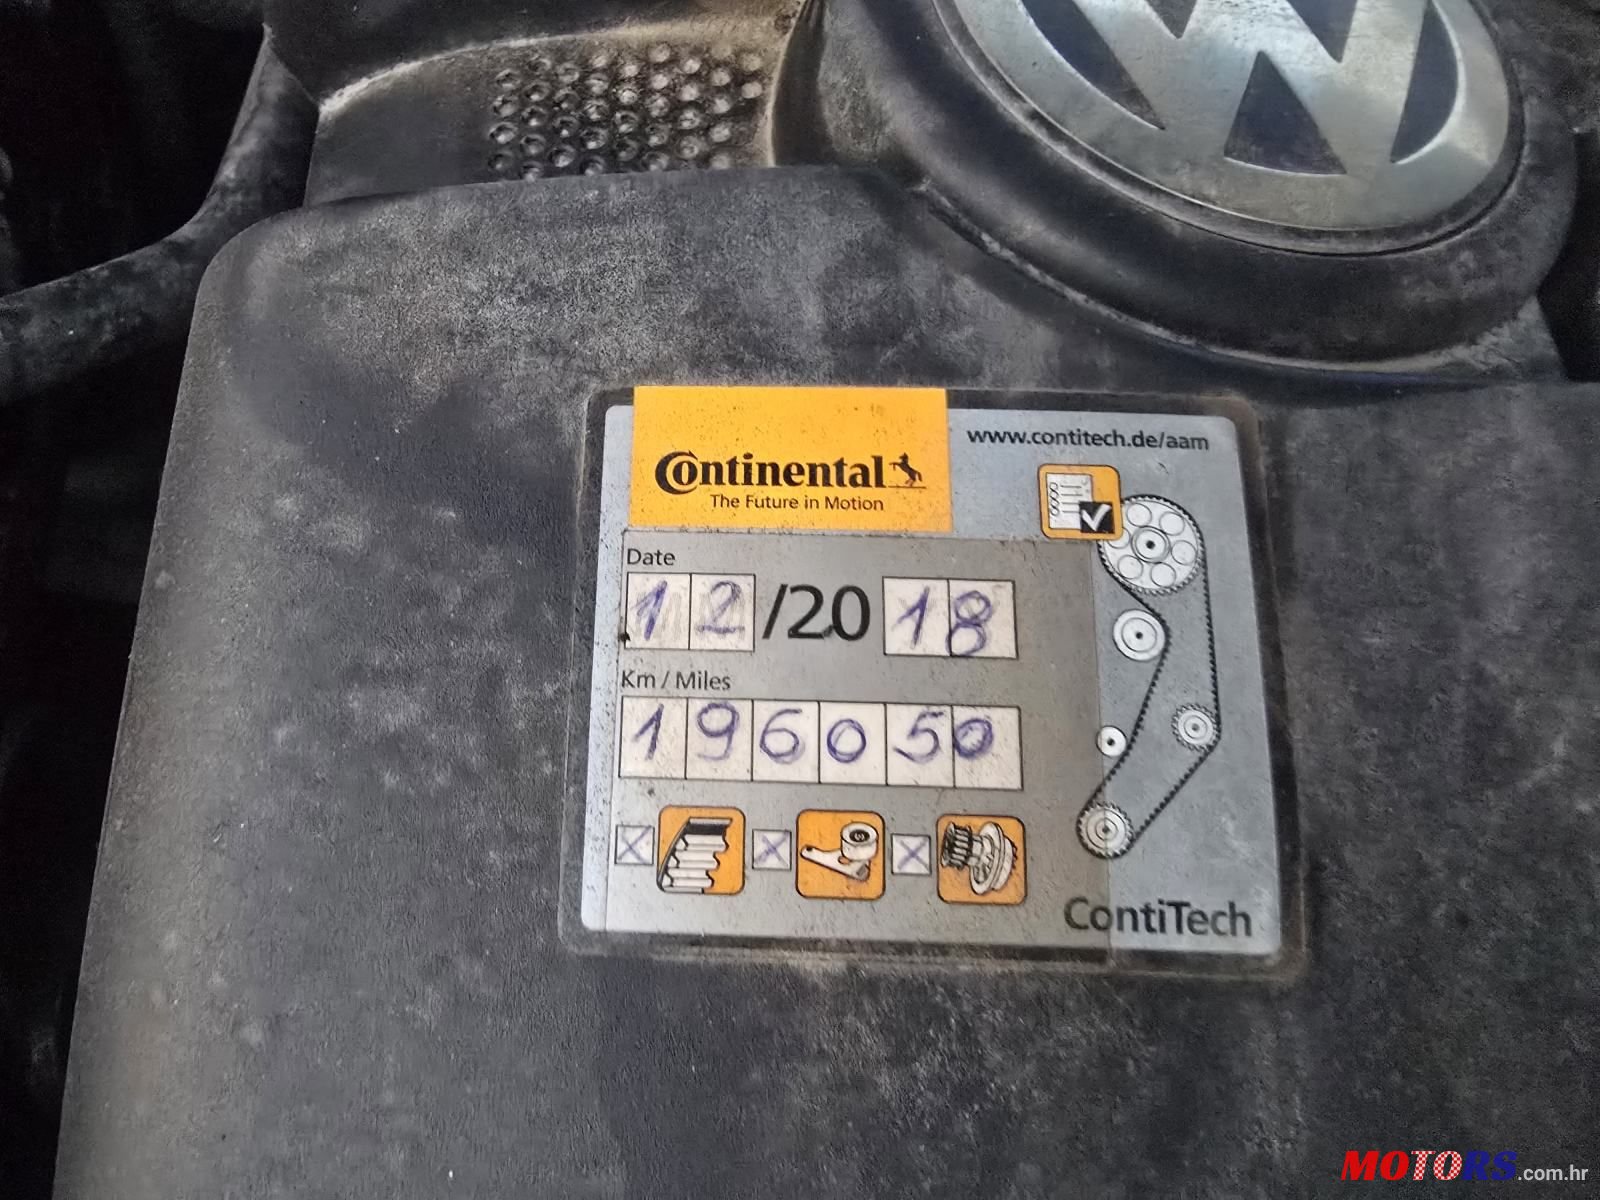 www.contitech.de/aam
Continental
The Future in Motion
Date
12/2018
Km / Miles
196050
ContiTech
MOTORS.com.hr